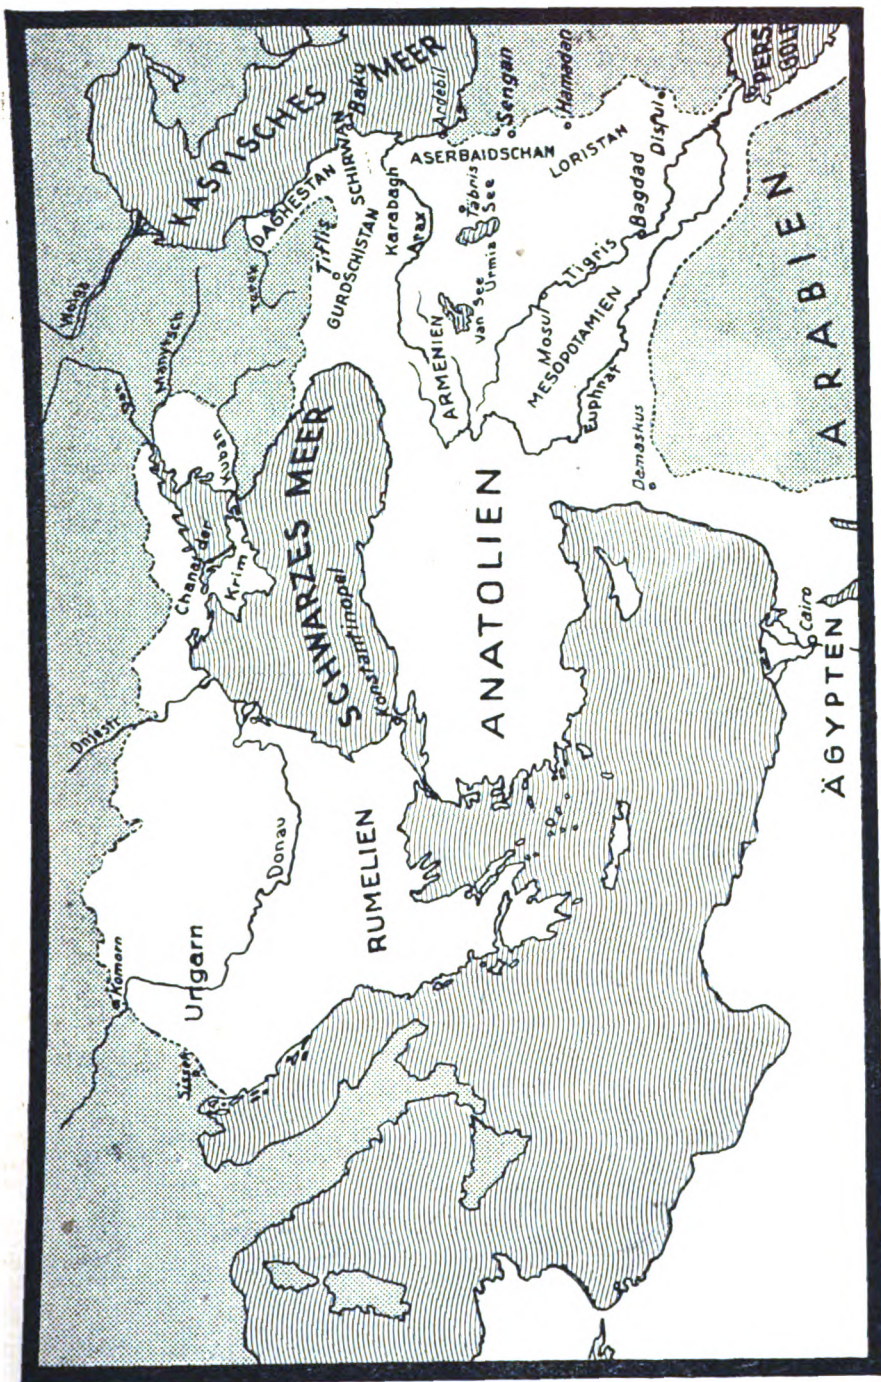 KASPISCHES MEER
Wolga
Manytsch
Don
Terek
DAGHESTAN
SCHIRWAN
Baku
Tiflis
GURDSCHISTAN
Karabagh
Arax
Ardebil
ASERBAIDSCHAN
Sengan
Hamadan
Täbris
Urmia See
Van See
ARMENIEN
LORISTAN
Disful
PERS.
GOLF
Bagdad
Tigris
Mosul
MESOPOTAMIEN
Euphrat
ARABIEN
Damaskus
Kuban
Chanat der
Krim
SCHWARZES MEER
Konstantinopel
ANATOLIEN
Dnjestr
Donau
RUMELIEN
Ungarn
Komorn
Sissek
Cairo
ÄGYPTEN